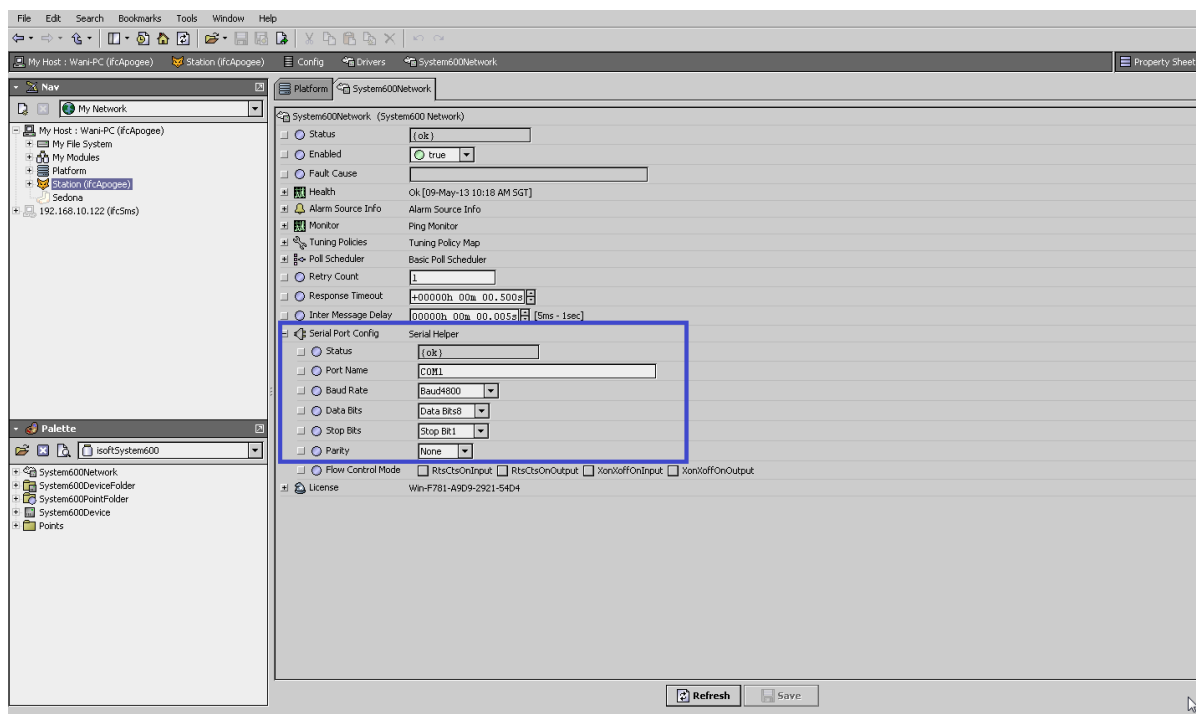 File Edit Search Bookmarks Tools Window Help
My Host : Wani-PC (ifcApogee) Station (ifcApogee) Config Drivers System600Network Property Sheet
Nav
My Network
My Host : Wani-PC (ifcApogee)
My File System
My Modules
Platform
Station (ifcApogee)
Sedona
192.168.10.122 (ifcSms)
Palette
isoftSystem600
System600Network
System600DeviceFolder
System600PointFolder
System600Device
Points
Platform System600Network
System600Network (System600 Network)
Status {ok}
Enabled true
Fault Cause
Health Ok [09-May-13 10:18 AM SGT]
Alarm Source Info Alarm Source Info
Monitor Ping Monitor
Tuning Policies Tuning Policy Map
Poll Scheduler Basic Poll Scheduler
Retry Count 1
Response Timeout +00000h 00m 00.500s
Inter Message Delay 00000h 00m 00.005s [5ms - 1sec]
Serial Port Config Serial Helper
Status {ok}
Port Name COM1
Baud Rate Baud4800
Data Bits Data Bits8
Stop Bits Stop Bit1
Parity None
Flow Control Mode RtsCtsOnInput RtsCtsOnOutput XonXoffOnInput XonXoffOnOutput
License Win-F781-A9D9-2921-54D4
Refresh Save